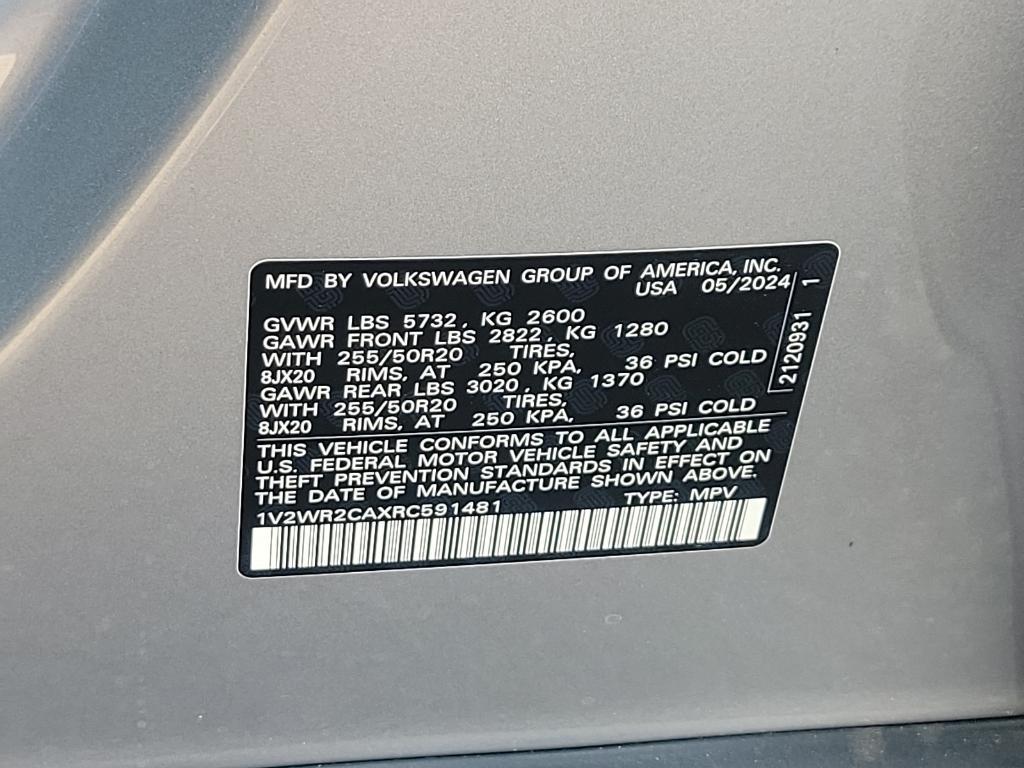 MFD BY VOLKSWAGEN GROUP OF AMERICA, INC.
USA 05/2024
GVWR LBS 5732, KG 2600
GAWR FRONT LBS 2822, KG 1280
WITH 255/50R20 TIRES,
8JX20 RIMS, AT 250 KPA, 36 PSI COLD
GAWR REAR LBS 3020, KG 1370
WITH 255/50R20 TIRES,
8JX20 RIMS, AT 250 KPA, 36 PSI COLD
THIS VEHICLE CONFORMS TO ALL APPLICABLE
U.S. FEDERAL MOTOR VEHICLE SAFETY AND
THEFT PREVENTION STANDARDS IN EFFECT ON
THE DATE OF MANUFACTURE SHOWN ABOVE.
1V2WR2CAXRC591481 TYPE: MPV
2120931 1